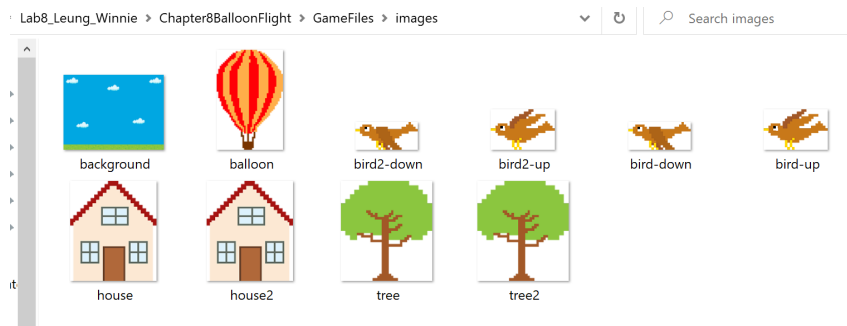 Lab8_Leung_Winnie > Chapter8BalloonFlight > GameFiles > images
Search images
background
balloon
bird2-down
bird2-up
bird-down
bird-up
house
house2
tree
tree2